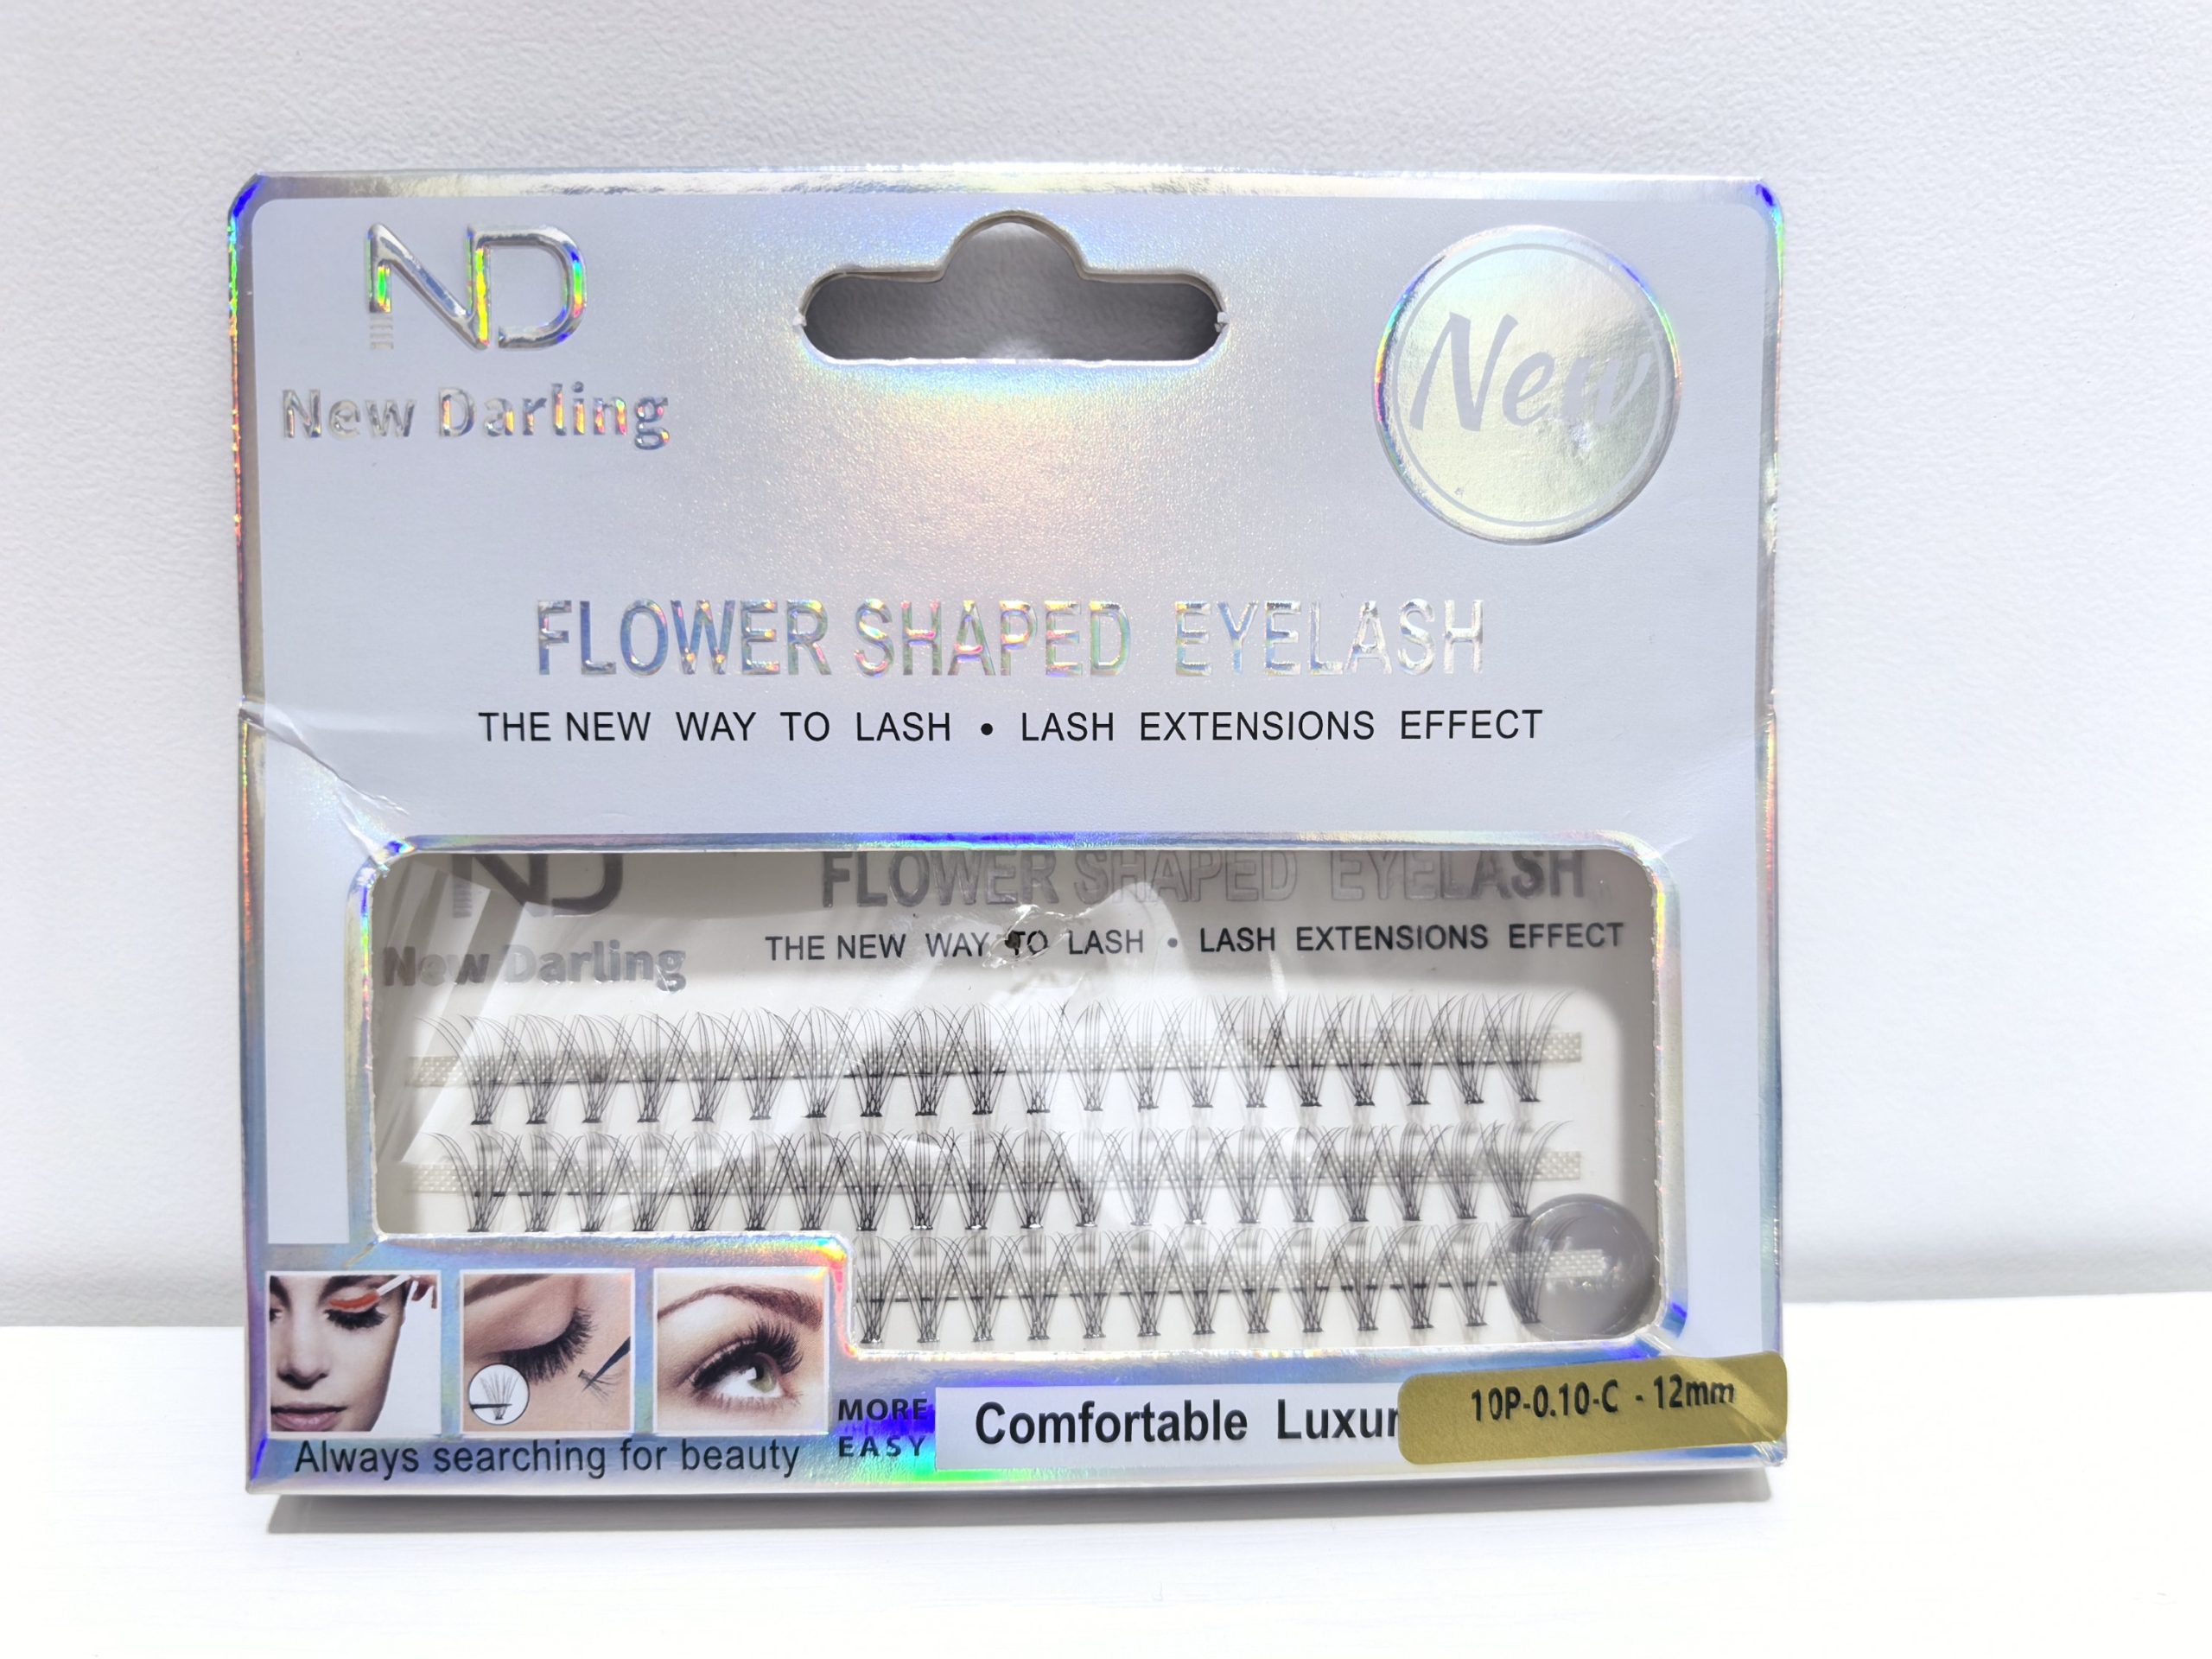 ND
New Darling
New
FLOWER SHAPED EYELASH
THE NEW WAY TO LASH • LASH EXTENSIONS EFFECT
ND
FLOWER SHAPED EYELASH
New Darling
THE NEW WAY TO LASH • LASH EXTENSIONS EFFECT
MORE
EASY
Comfortable Luxur
10P-0.10-C - 12mm
Always searching for beauty